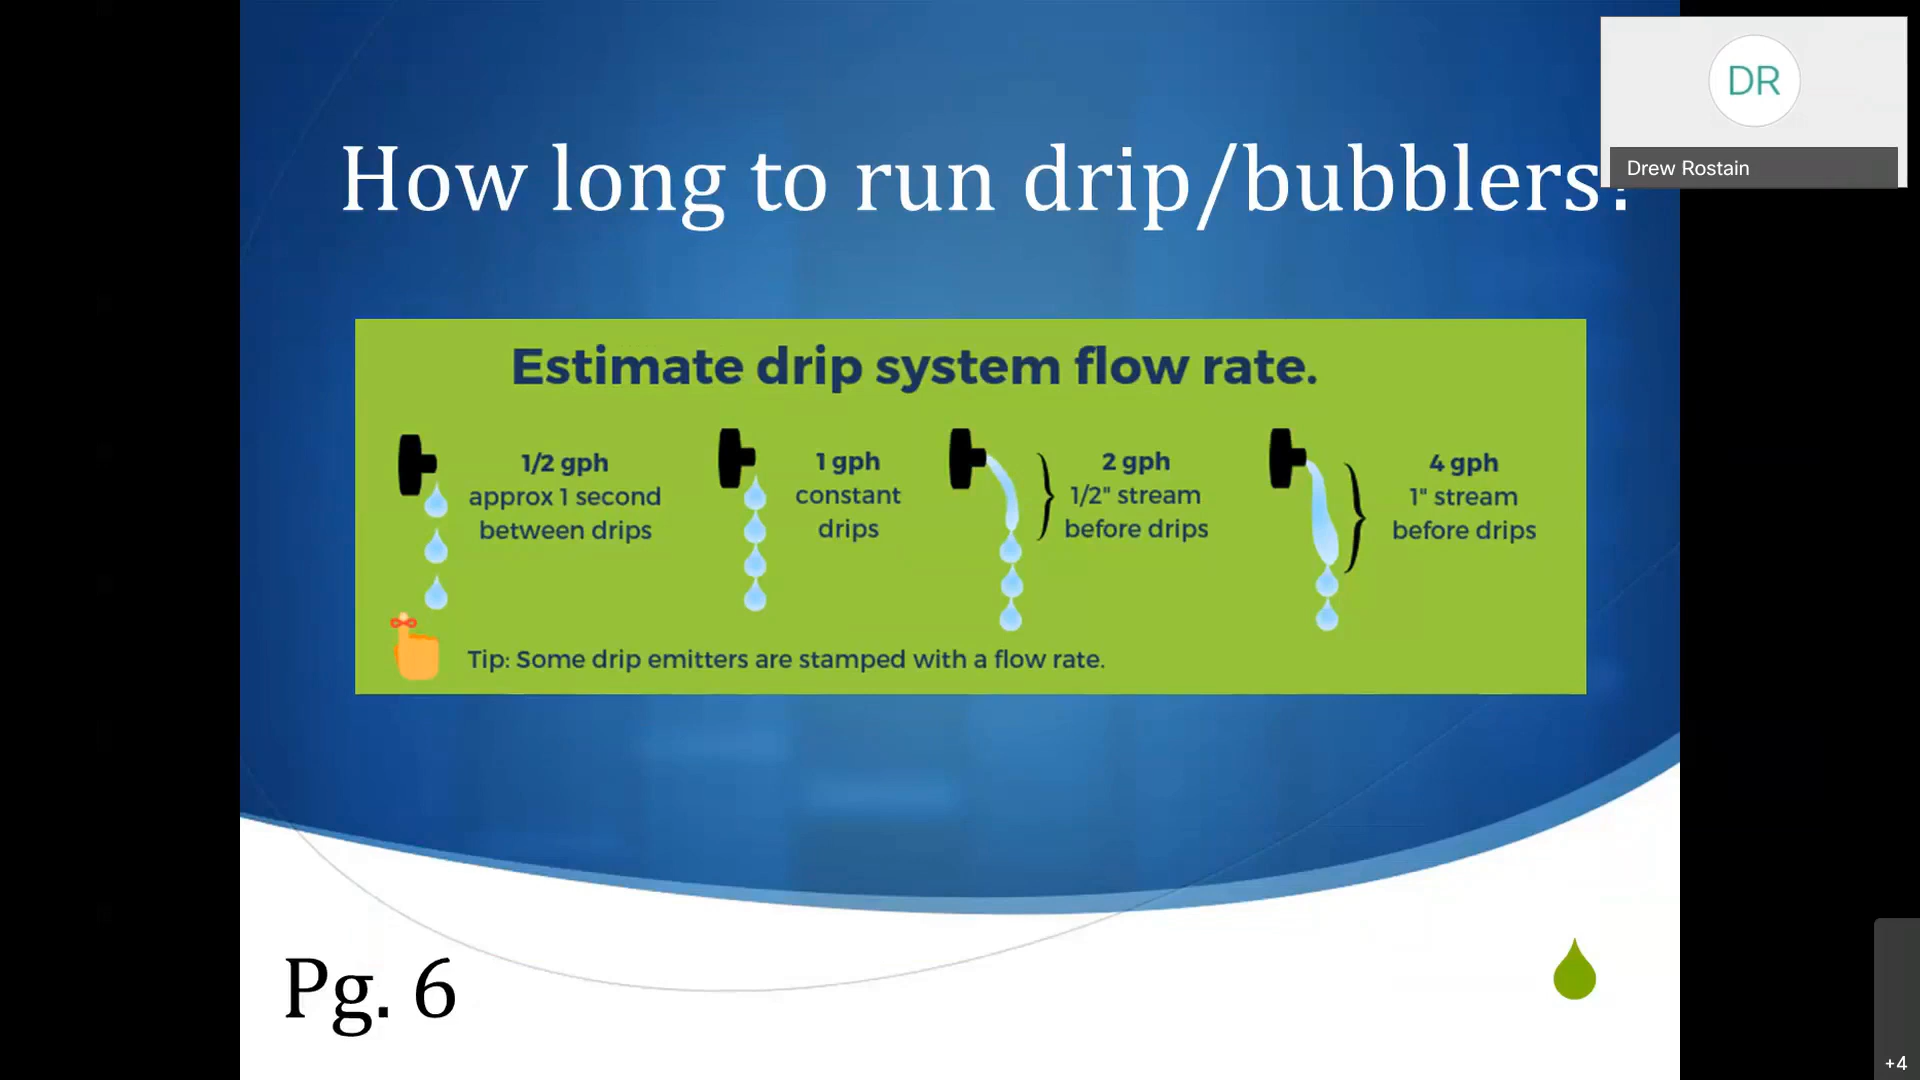 How long to run drip/bubblers?
DR
Drew Rostain
Estimate drip system flow rate.
1/2 gph
approx 1 second
between drips
1 gph
constant
drips
2 gph
1/2" stream
before drips
4 gph
1" stream
before drips
Tip: Some drip emitters are stamped with a flow rate.
Pg. 6
+4